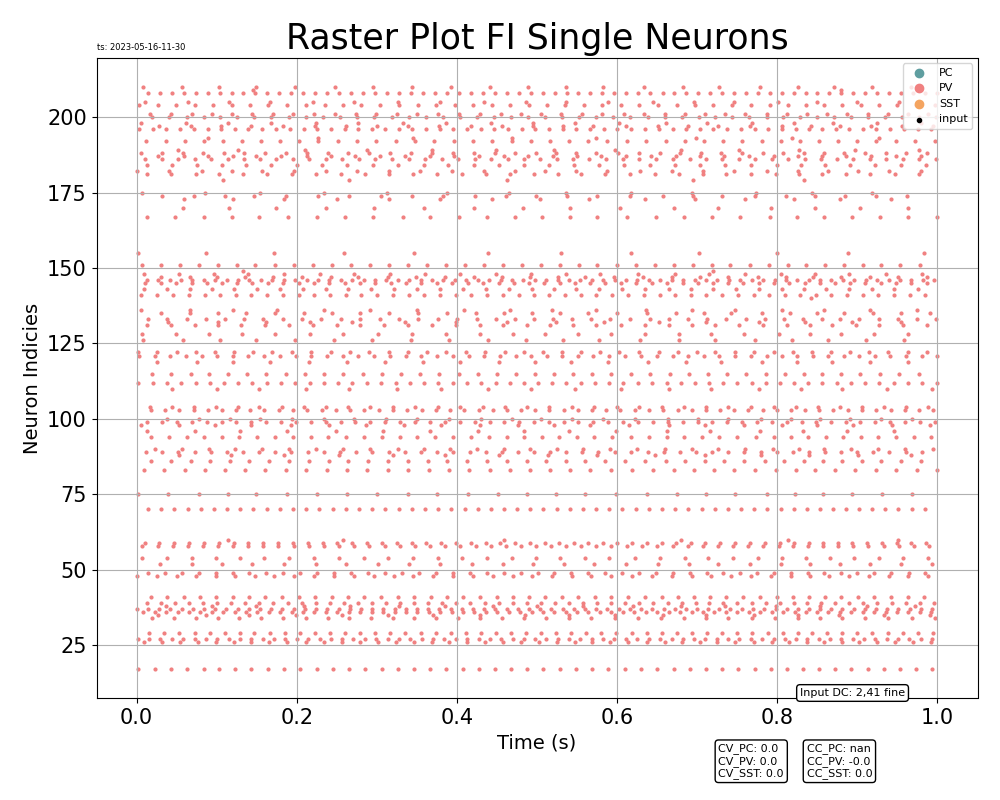 Raster Plot FI Single Neurons
ts: 2023-05-16-11-30
PC
PV
SST
input
200
175
150
125
100
75
50
25
Neuron Indicies
Input DC: 2,41 fine
0.0 0.2 0.4 0.6 0.8 1.0
Time (s)
CV_PC: 0.0
CV_PV: 0.0
CV_SST: 0.0
CC_PC: nan
CC_PV: -0.0
CC_SST: 0.0